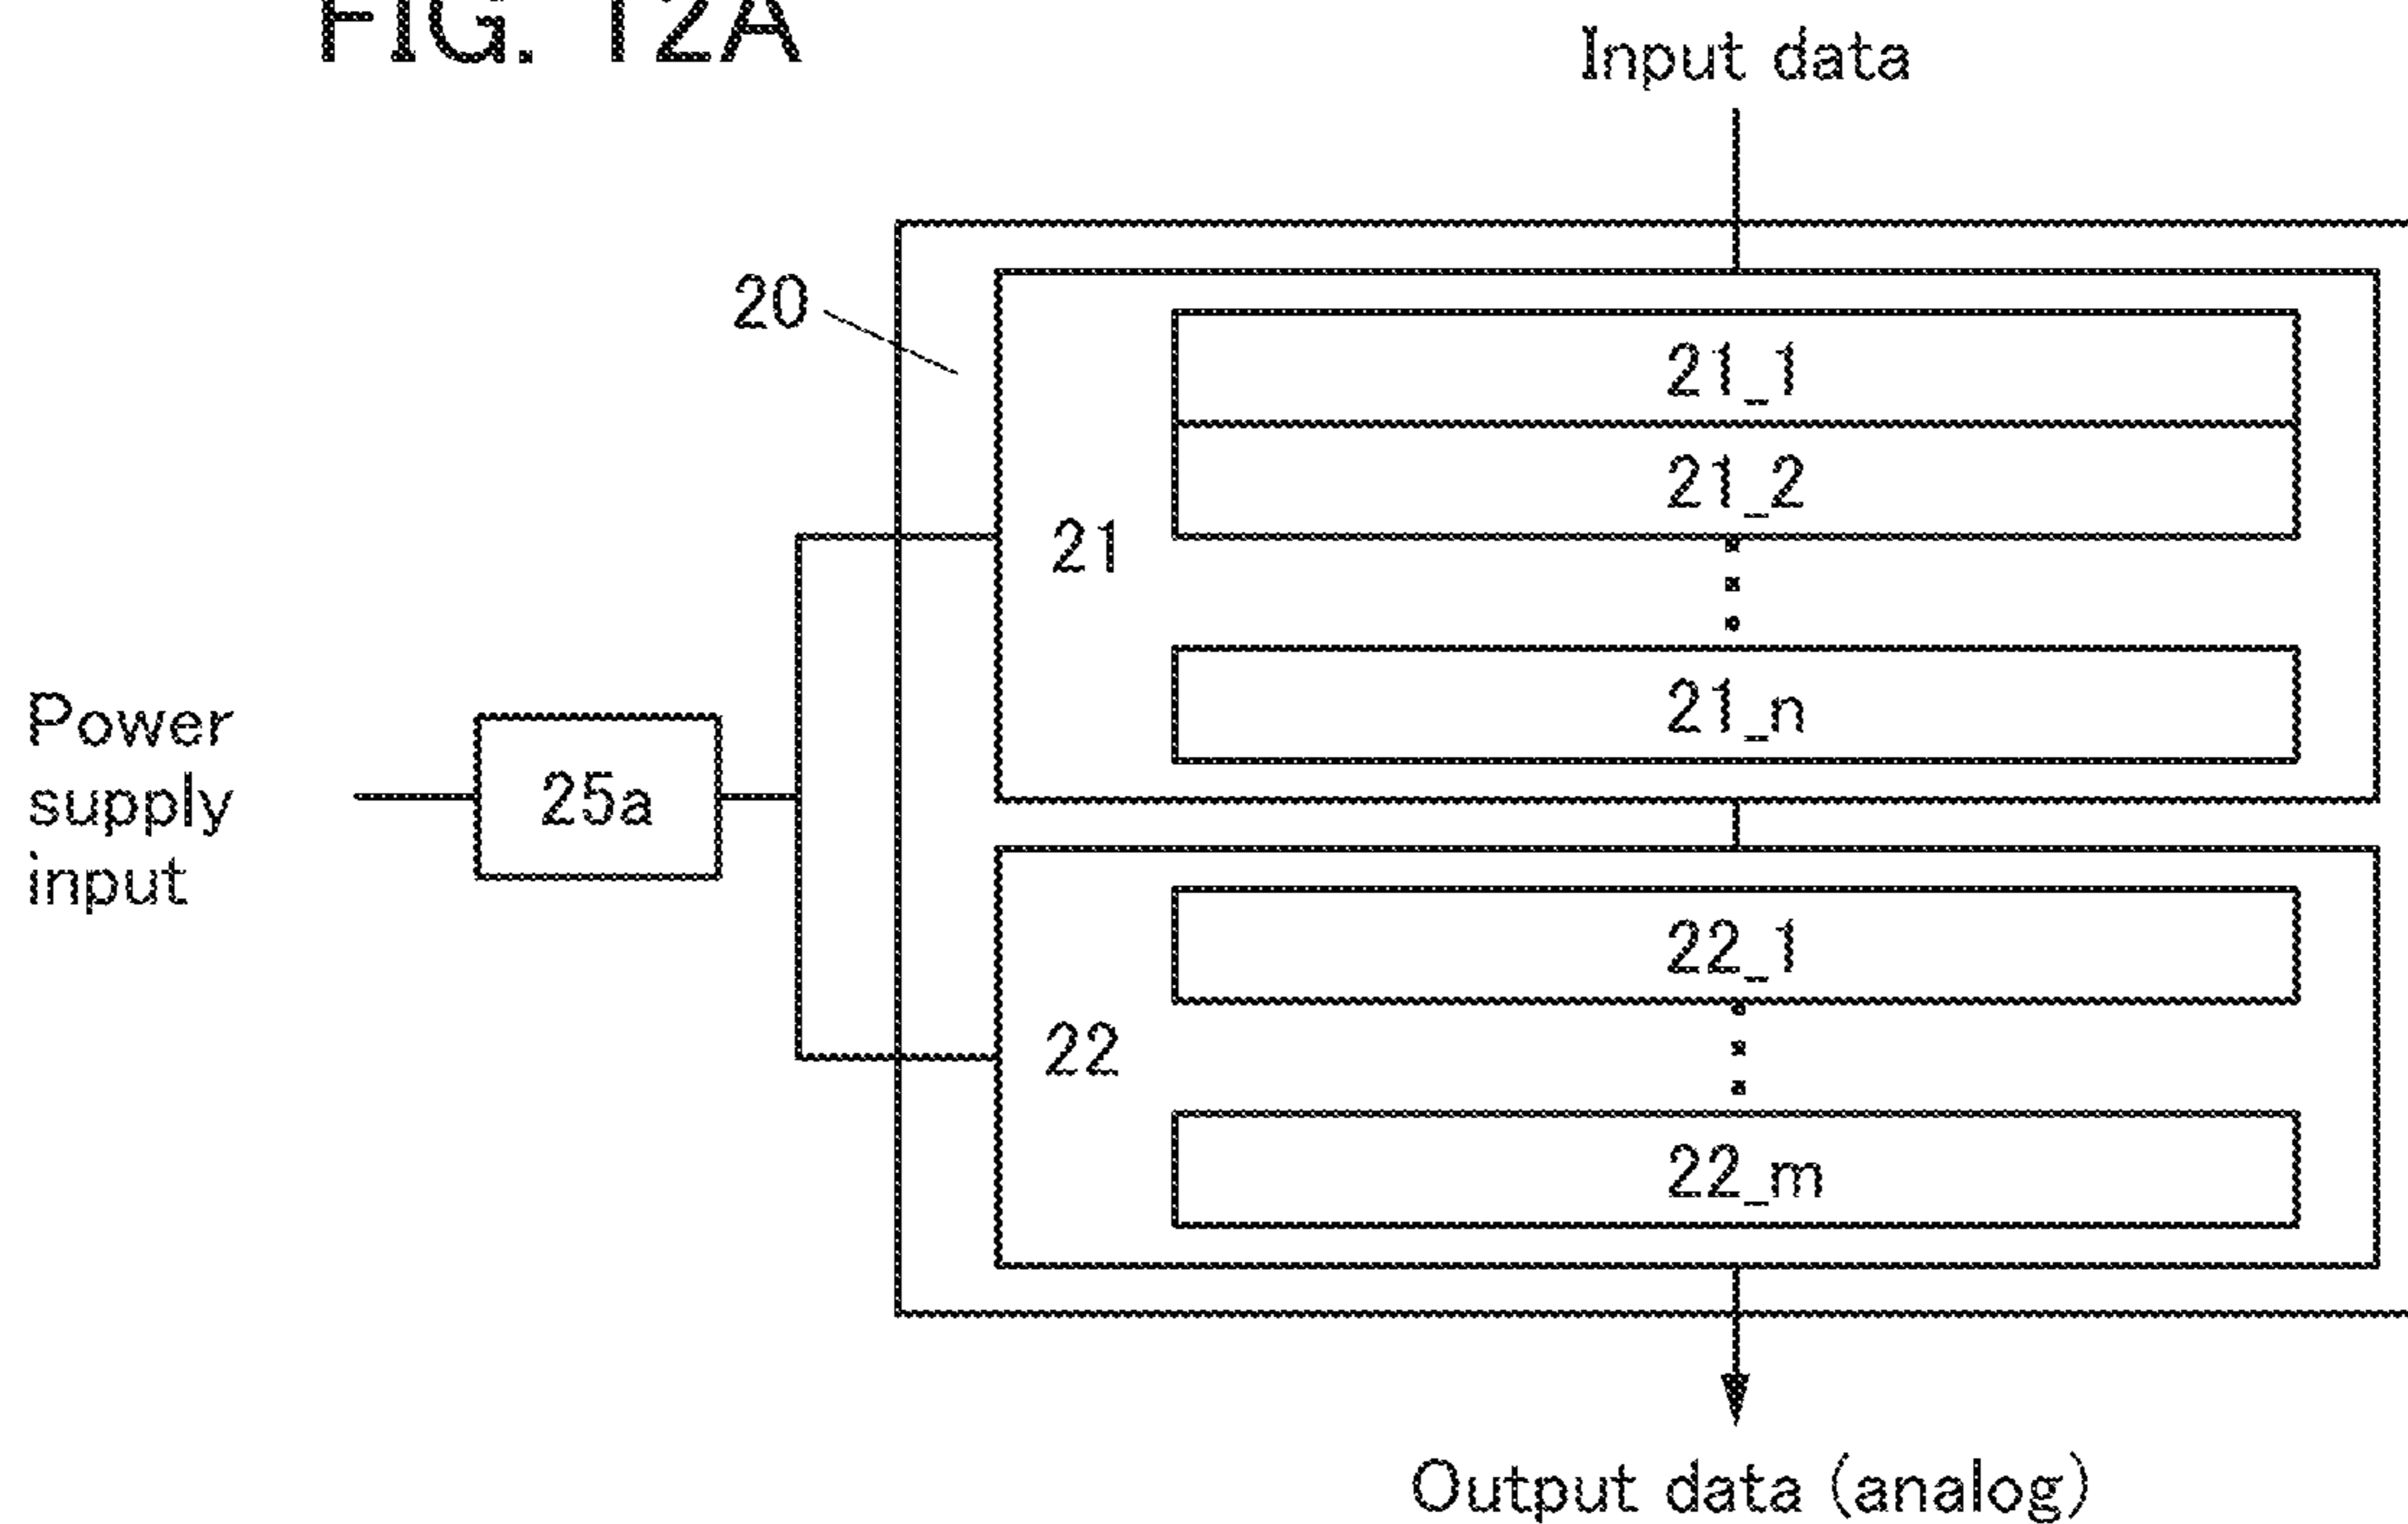 FIG. 12A
Input data
20
21_1
21_2
21
21_n
Power
supply
input
25a
22_1
22
22_m
Output data (analog)